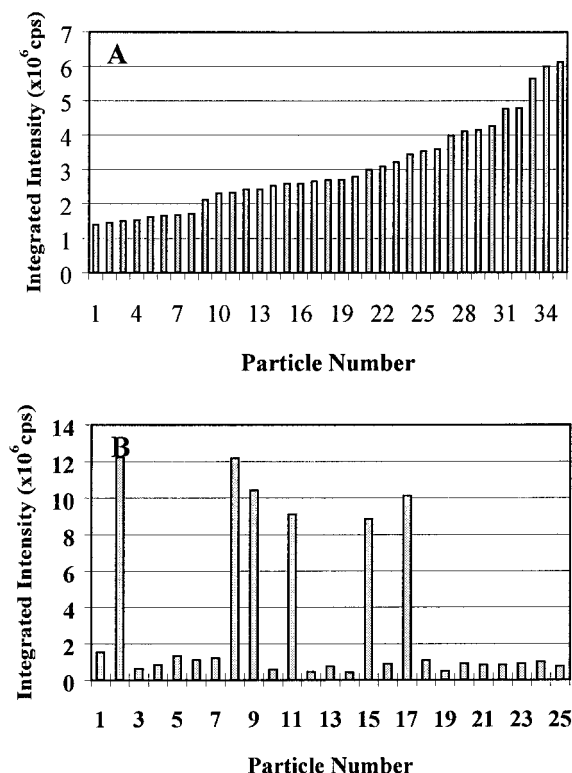 A
Integrated Intensity (x10⁶ cps)
7
6
5
4
3
2
1
0
1 4 7 10 13 16 19 22 25 28 31 34
Particle Number
B
Integrated Intensity (x10⁶ cps)
14
12
10
8
6
4
2
0
1 3 5 7 9 11 13 15 17 19 21 23 25
Particle Number